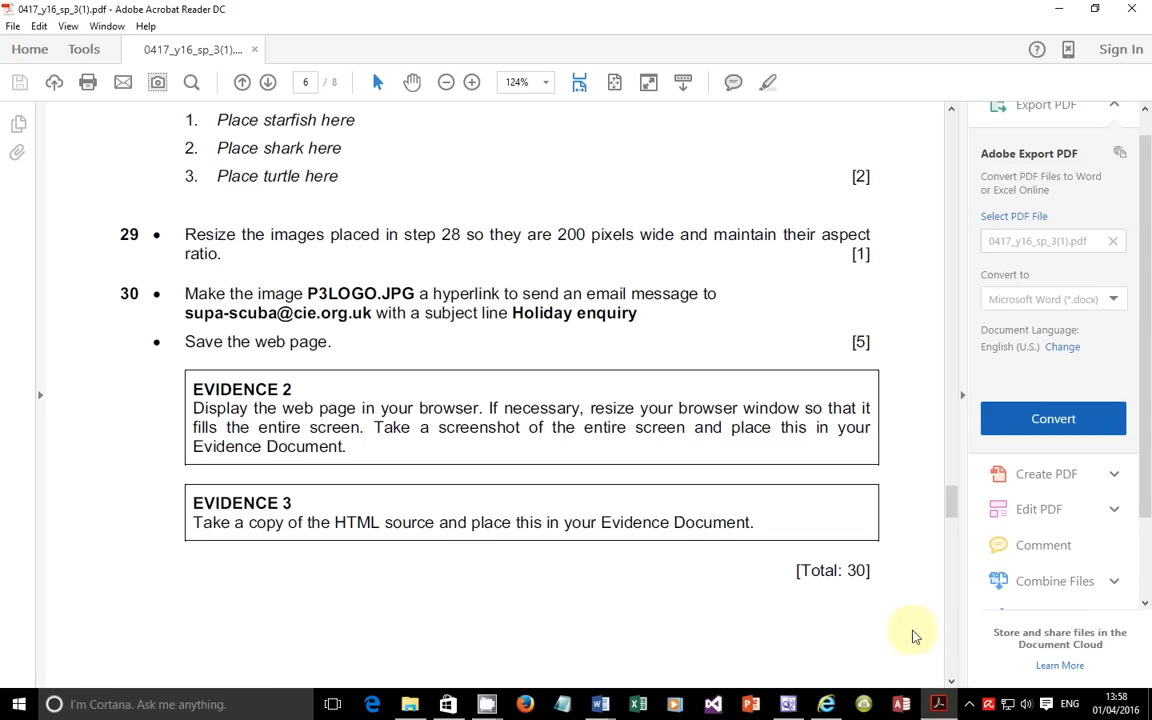 0417_y16_sp_3(1).pdf - Adobe Acrobat Reader DC
File Edit View Window Help
Home Tools 0417_y16_sp_3(1).... × Sign In
6 / 8 124%
1. Place starfish here
2. Place shark here
3. Place turtle here [2]
29 • Resize the images placed in step 28 so they are 200 pixels wide and maintain their aspect
ratio. [1]
30 • Make the image P3LOGO.JPG a hyperlink to send an email message to
supa-scuba@cie.org.uk with a subject line Holiday enquiry
• Save the web page. [5]
EVIDENCE 2
Display the web page in your browser. If necessary, resize your browser window so that it
fills the entire screen. Take a screenshot of the entire screen and place this in your
Evidence Document.
EVIDENCE 3
Take a copy of the HTML source and place this in your Evidence Document.
[Total: 30]
Export PDF
Adobe Export PDF
Convert PDF Files to Word
or Excel Online
Select PDF File
0417_y16_sp_3(1).pdf
Convert to
Microsoft Word (*.docx)
Document Language:
English (U.S.) Change
Convert
Create PDF
Edit PDF
Comment
Combine Files
Store and share files in the
Document Cloud
Learn More
I'm Cortana. Ask me anything.
ENG
13:58
01/04/2016